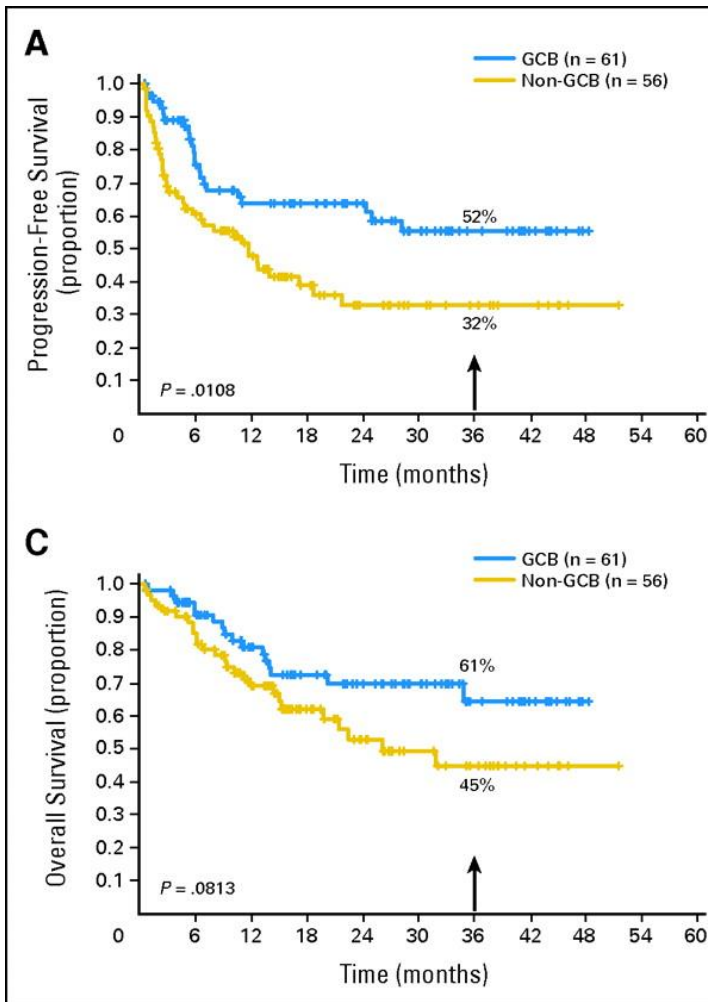 A
GCB (n = 61)
Non-GCB (n = 56)
Progression-Free Survival
(proportion)
1.0
0.9
0.8
0.7
0.6
0.5
0.4
0.3
0.2
0.1
52%
32%
P = .0108
0 6 12 18 24 30 36 42 48 54 60
Time (months)
C
GCB (n = 61)
Non-GCB (n = 56)
Overall Survival (proportion)
1.0
0.9
0.8
0.7
0.6
0.5
0.4
0.3
0.2
0.1
61%
45%
P = .0813
0 6 12 18 24 30 36 42 48 54 60
Time (months)